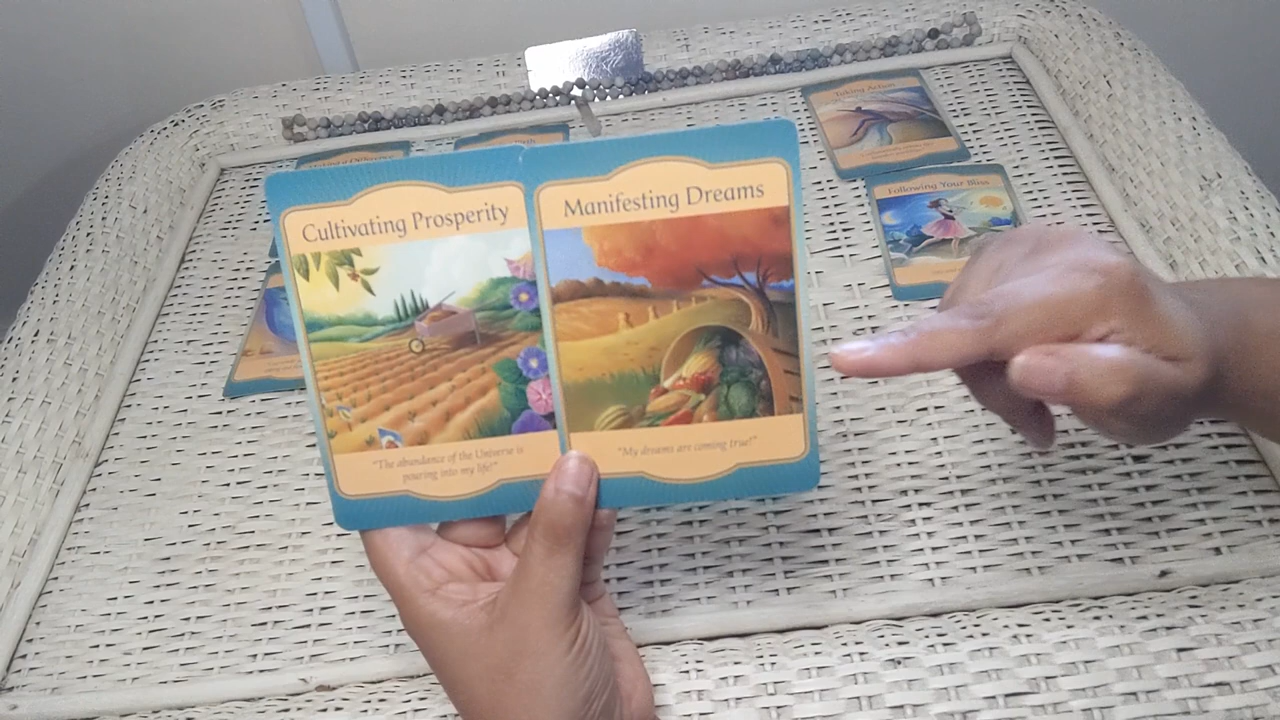 Taking Action
Following Your Bliss
Cultivating Prosperity
"The abundance of the Universe is
pouring into my life!"
Manifesting Dreams
"My dreams are coming true!"